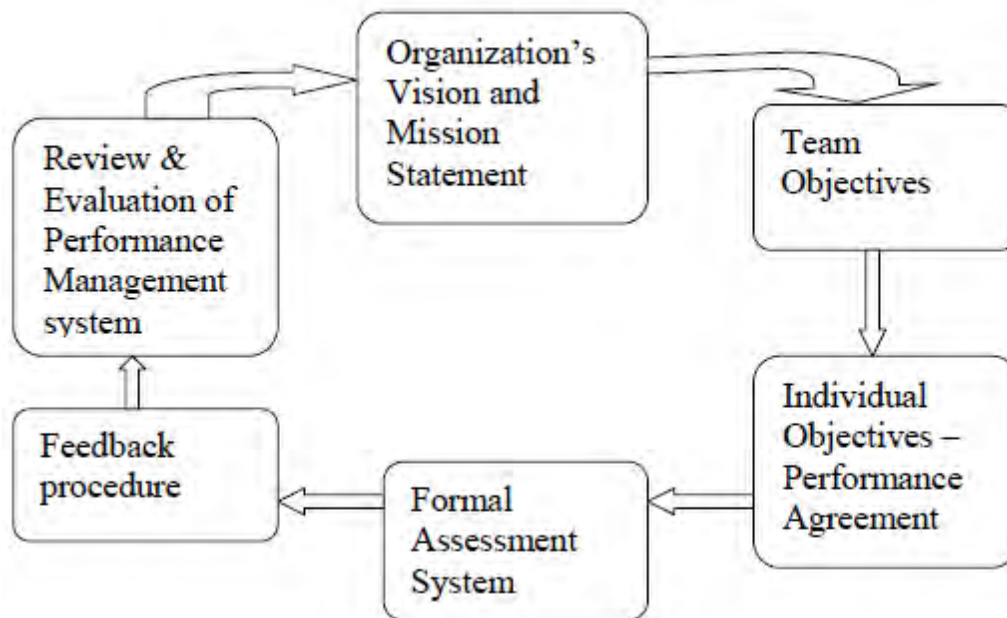 Organization’s
Vision and
Mission
Statement
Team
Objectives
Individual
Objectives –
Performance
Agreement
Formal
Assessment
System
Feedback
procedure
Review &
Evaluation of
Performance
Management
system